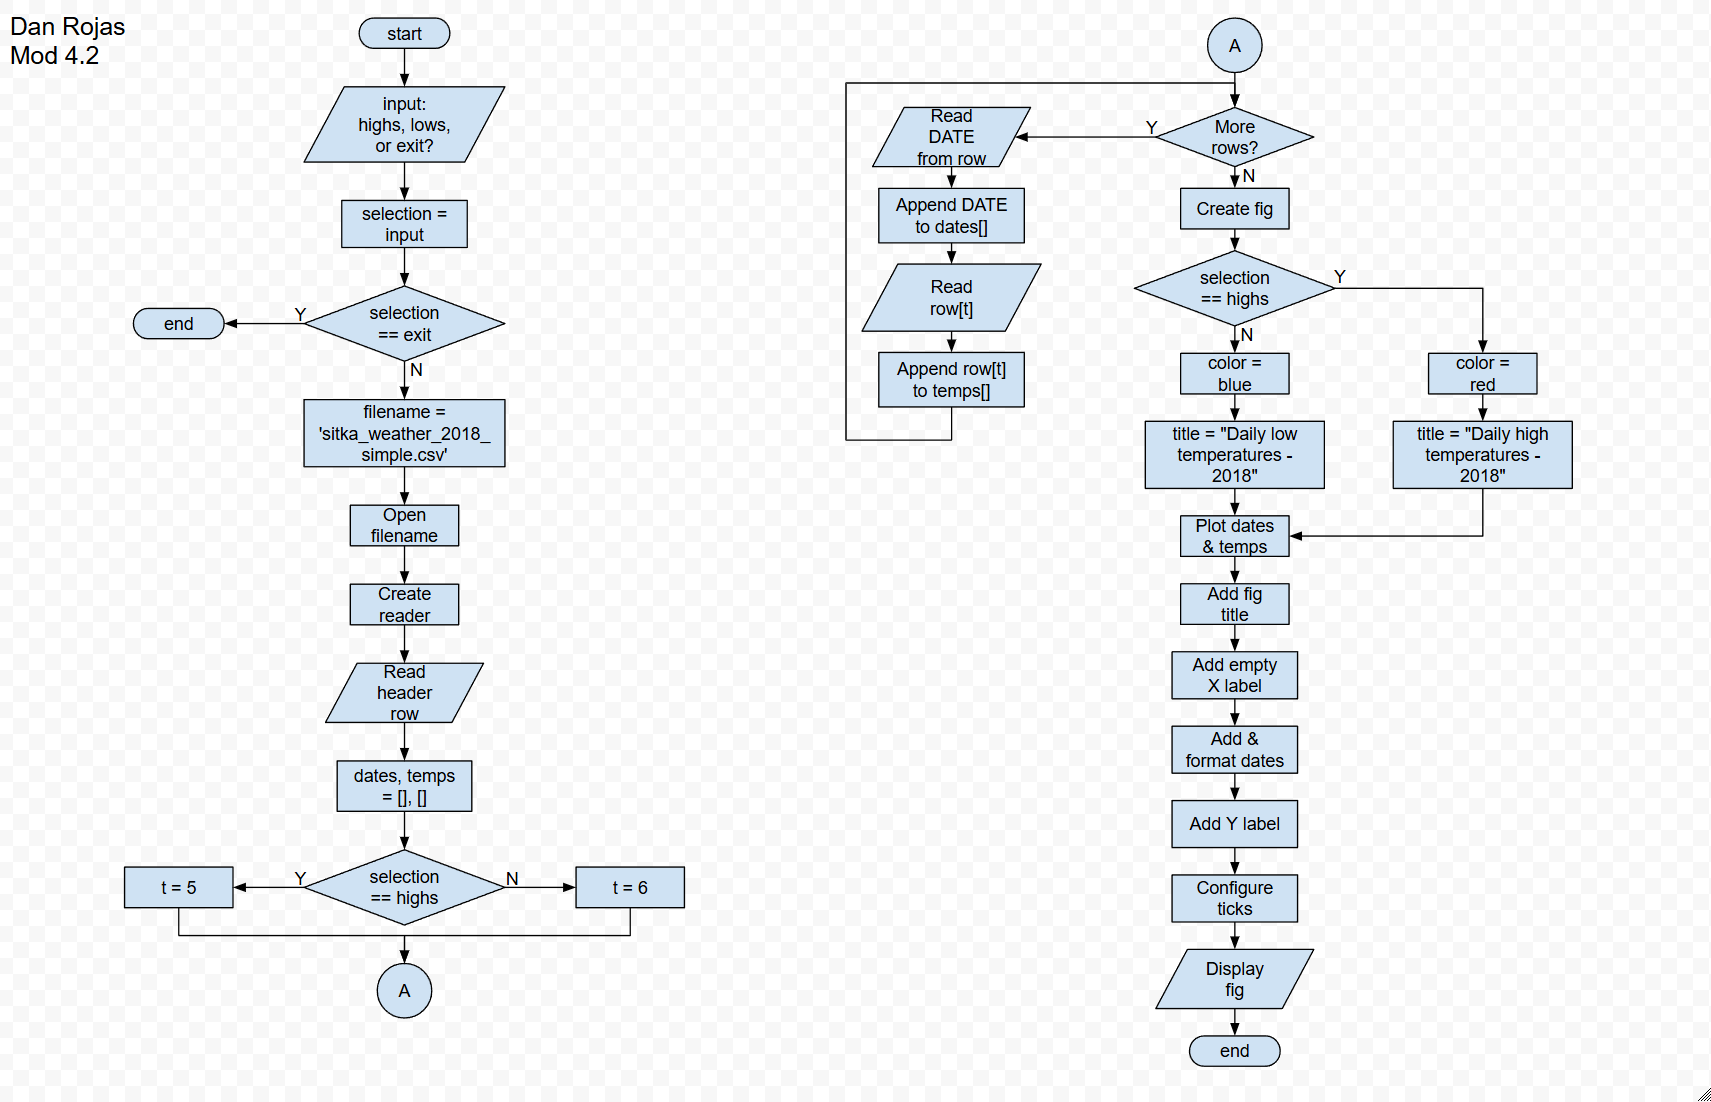 Dan Rojas
Mod 4.2
start
input:
highs, lows,
or exit?
selection =
input
selection
== exit
Y
end
N
filename =
'sitka_weather_2018_
simple.csv'
Open
filename
Create
reader
Read
header
row
dates, temps
= [], []
selection
== highs
Y
t = 5
N
t = 6
A
A
More
rows?
Y
Read
DATE
from row
Append DATE
to dates[]
Read
row[t]
Append row[t]
to temps[]
N
Create fig
selection
== highs
Y
N
color =
blue
color =
red
title = "Daily low
temperatures -
2018"
title = "Daily high
temperatures -
2018"
Plot dates
& temps
Add fig
title
Add empty
X label
Add &
format dates
Add Y label
Configure
ticks
Display
fig
end